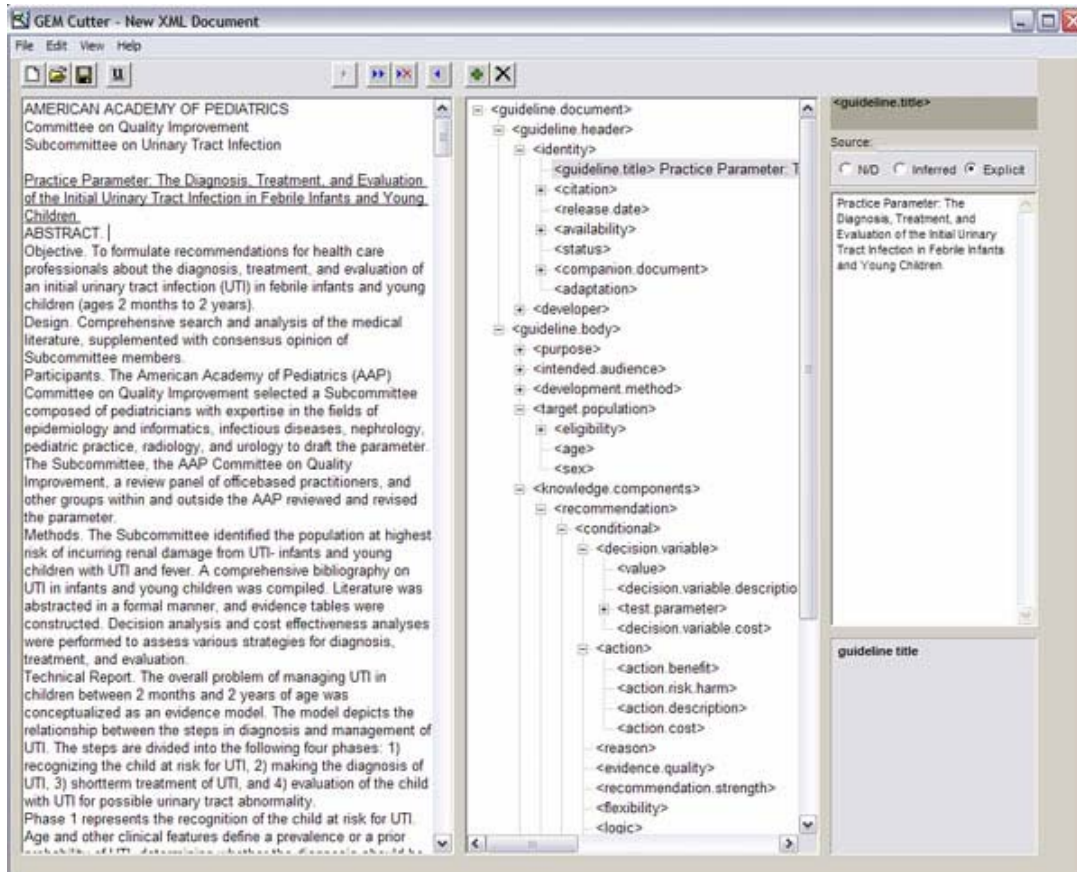 GEM Cutter - New XML Document
File Edit View Help
u
AMERICAN ACADEMY OF PEDIATRICS
Committee on Quality Improvement
Subcommittee on Urinary Tract Infection
Practice Parameter: The Diagnosis, Treatment, and Evaluation
of the Initial Urinary Tract Infection in Febrile Infants and Young
Children
ABSTRACT.
Objective. To formulate recommendations for health care
professionals about the diagnosis, treatment, and evaluation of
an initial urinary tract infection (UTI) in febrile infants and young
children (ages 2 months to 2 years).
Design. Comprehensive search and analysis of the medical
literature, supplemented with consensus opinion of
Subcommittee members.
Participants. The American Academy of Pediatrics (AAP)
Committee on Quality Improvement selected a Subcommittee
composed of pediatricians with expertise in the fields of
epidemiology and informatics, infectious diseases, nephrology,
pediatric practice, radiology, and urology to draft the parameter.
The Subcommittee, the AAP Committee on Quality
Improvement, a review panel of officebased practitioners, and
other groups within and outside the AAP reviewed and revised
the parameter.
Methods. The Subcommittee identified the population at highest
risk of incurring renal damage from UTI- infants and young
children with UTI and fever. A comprehensive bibliography on
UTI in infants and young children was compiled. Literature was
abstracted in a formal manner, and evidence tables were
constructed. Decision analysis and cost effectiveness analyses
were performed to assess various strategies for diagnosis,
treatment, and evaluation.
Technical Report. The overall problem of managing UTI in
children between 2 months and 2 years of age was
conceptualized as an evidence model. The model depicts the
relationship between the steps in diagnosis and management of
UTI. The steps are divided into the following four phases: 1)
recognizing the child at risk for UTI, 2) making the diagnosis of
UTI, 3) shortterm treatment of UTI, and 4) evaluation of the child
with UTI for possible urinary tract abnormality.
Phase 1 represents the recognition of the child at risk for UTI.
Age and other clinical features define a prevalence or a prior
probability of UTI, determining whether the diagnosis should be
<guideline.document>
<guideline.header>
<identity>
<guideline.title> Practice Parameter: T
<citation>
<release.date>
<availability>
<status>
<companion.document>
<adaptation>
<developer>
<guideline.body>
<purpose>
<intended.audience>
<development.method>
<target.population>
<eligibility>
<age>
<sex>
<knowledge.components>
<recommendation>
<conditional>
<decision.variable>
<value>
<decision.variable.descriptio
<test.parameter>
<decision.variable.cost>
<action>
<action.benefit>
<action.risk.harm>
<action.description>
<action.cost>
<reason>
<evidence.quality>
<recommendation.strength>
<flexibility>
<logic>
<guideline.title>
Source:
N/D Inferred Explicit
Practice Parameter: The
Diagnosis, Treatment, and
Evaluation of the Initial Urinary
Tract Infection in Febrile Infants
and Young Children
guideline title